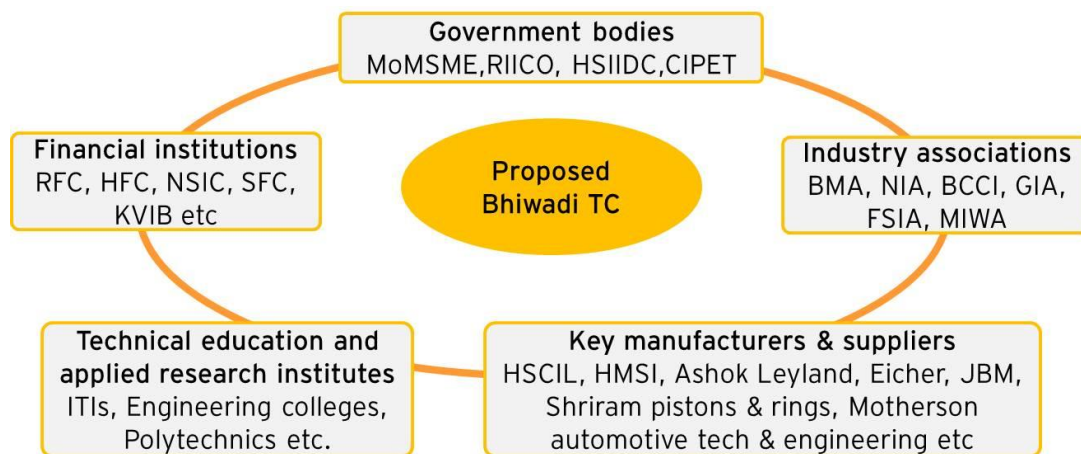 Government bodies
MoMSME,RIICO, HSIIDC,CIPET
Financial institutions
RFC, HFC, NSIC, SFC,
KVIB etc
Proposed
Bhiwadi TC
Industry associations
BMA, NIA, BCCI, GIA,
FSIA, MIWA
Technical education and
applied research institutes
ITIs, Engineering colleges,
Polytechnics etc.
Key manufacturers & suppliers
HSCIL, HMSI, Ashok Leyland, Eicher, JBM,
Shriram pistons & rings, Motherson
automotive tech & engineering etc